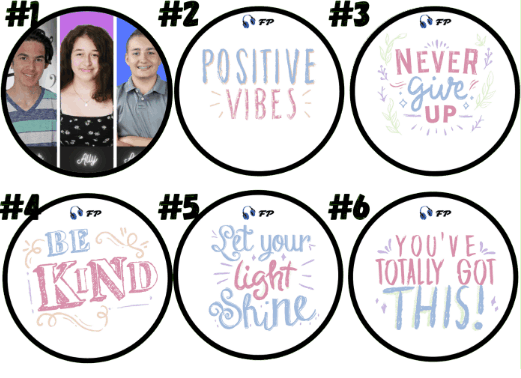 #1
#2
#3
Ally
FP
POSITIVE
VIBES
FP
NEVER
give
UP
#4
#5
#6
FP
BE
KIND
FP
Let your
light
Shine
FP
YOU'VE
TOTALLY GOT
THIS!